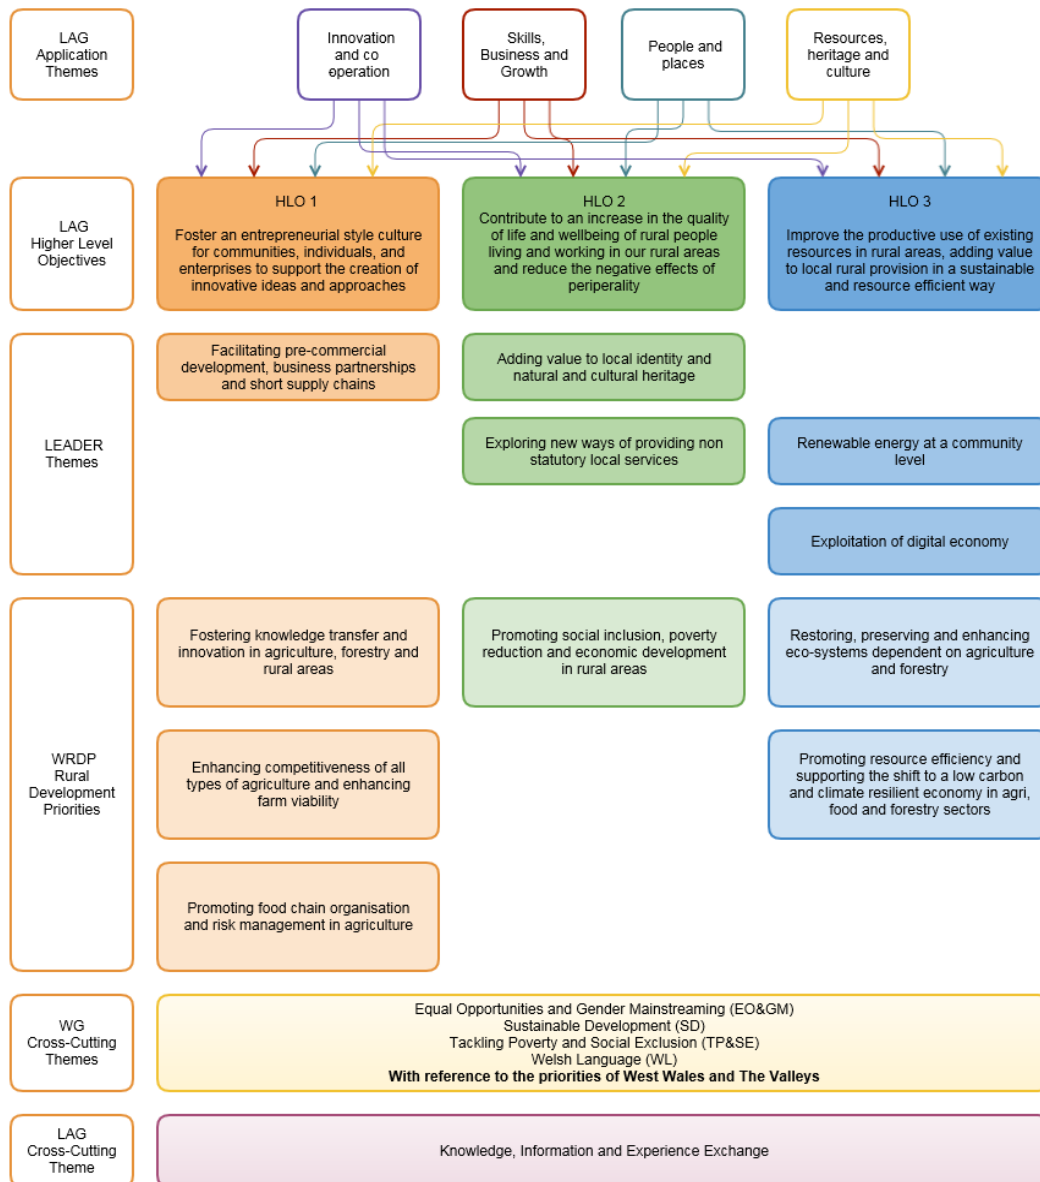 LAG
Application
Themes
Innovation
and co
operation
Skills,
Business and
Growth
People and
places
Resources,
heritage and
culture
LAG
Higher Level
Objectives
HLO 1
Foster an entrepreneurial style culture
for communities, individuals, and
enterprises to support the creation of
innovative ideas and approaches
HLO 2
Contribute to an increase in the quality
of life and wellbeing of rural people
living and working in our rural areas
and reduce the negative effects of
periperality
HLO 3
Improve the productive use of existing
resources in rural areas, adding value
to local rural provision in a sustainable
and resource efficient way
LEADER
Themes
Facilitating pre-commercial
development, business partnerships
and short supply chains
Adding value to local identity and
natural and cultural heritage
Exploring new ways of providing non
statutory local services
Renewable energy at a community
level
Exploitation of digital economy
WRDP
Rural
Development
Priorities
Fostering knowledge transfer and
innovation in agriculture, forestry and
rural areas
Promoting social inclusion, poverty
reduction and economic development
in rural areas
Restoring, preserving and enhancing
eco-systems dependent on agriculture
and forestry
Enhancing competitiveness of all
types of agriculture and enhancing
farm viability
Promoting resource efficiency and
supporting the shift to a low carbon
and climate resilient economy in agri,
food and forestry sectors
Promoting food chain organisation
and risk management in agriculture
WG
Cross-Cutting
Themes
Equal Opportunities and Gender Mainstreaming (EO&GM)
Sustainable Development (SD)
Tackling Poverty and Social Exclusion (TP&SE)
Welsh Language (WL)
With reference to the priorities of West Wales and The Valleys
LAG
Cross-Cutting
Theme
Knowledge, Information and Experience Exchange